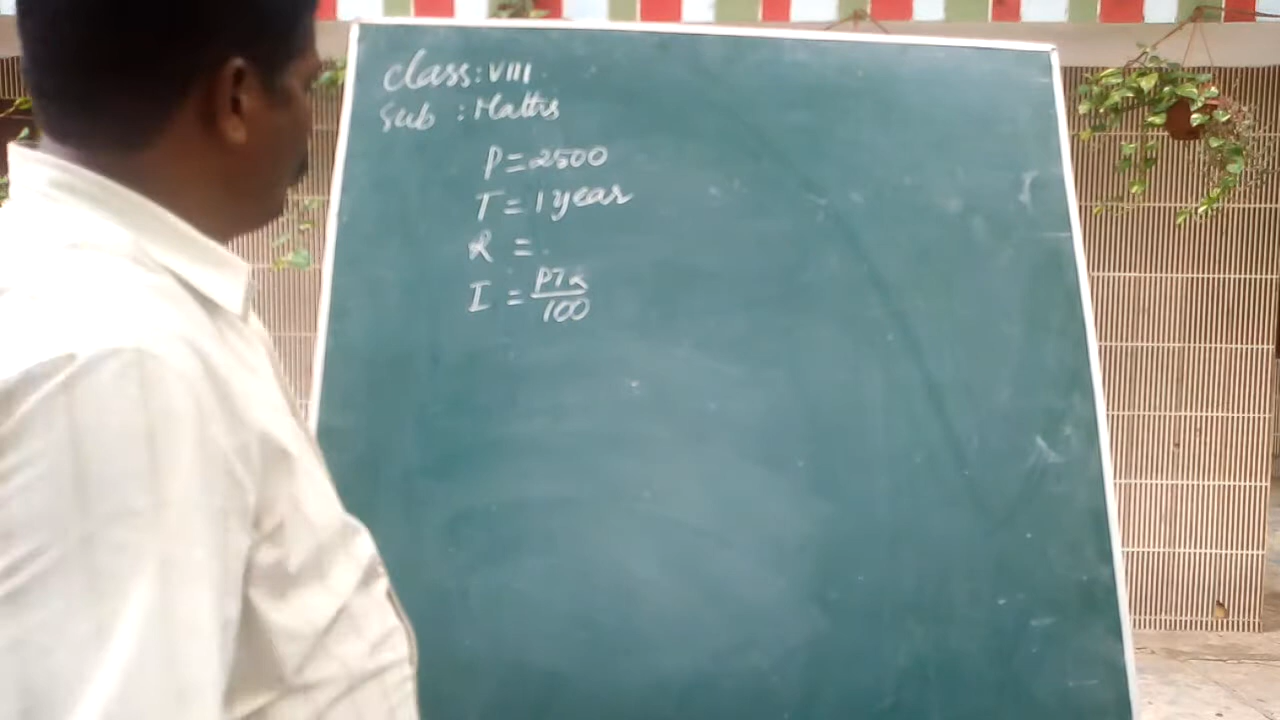 class: VIII
Sub : Maths
P = 2500
T = 1 year
R =
I = PTR/100